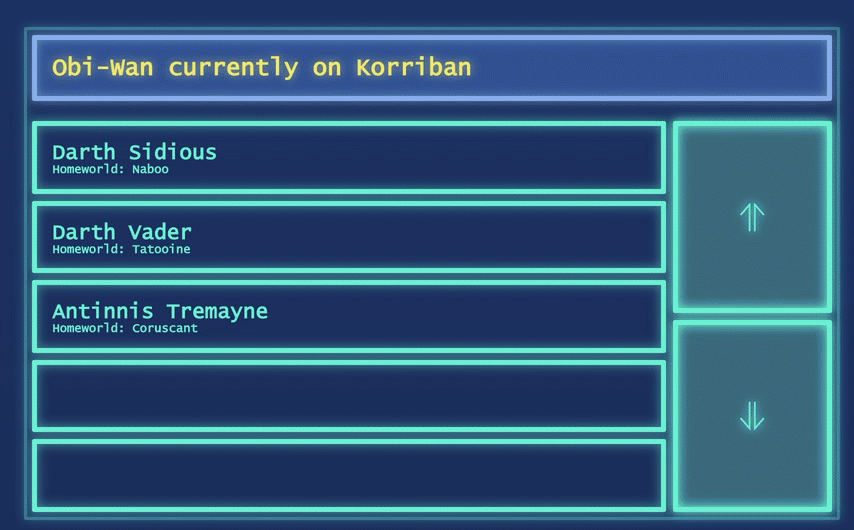 Obi-Wan currently on Korriban
Darth Sidious
Homeworld: Naboo
Darth Vader
Homeworld: Tatooine
Antinnis Tremayne
Homeworld: Coruscant